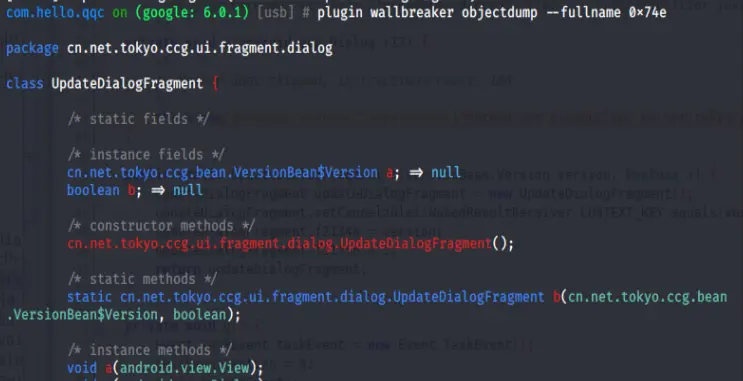 com.hello.qqc on (google: 6.0.1) [usb] # plugin wallbreaker objectdump --fullname 0x74e
package cn.net.tokyo.ccg.ui.fragment.dialog
class UpdateDialogFragment {
/* static fields */
/* instance fields */
cn.net.tokyo.ccg.bean.VersionBean$Version a; => null
boolean b; => null
/* constructor methods */
cn.net.tokyo.ccg.ui.fragment.dialog.UpdateDialogFragment();
/* static methods */
static cn.net.tokyo.ccg.ui.fragment.dialog.UpdateDialogFragment b(cn.net.tokyo.ccg.bean
.VersionBean$Version, boolean);
/* instance methods */
void a(android.view.View);